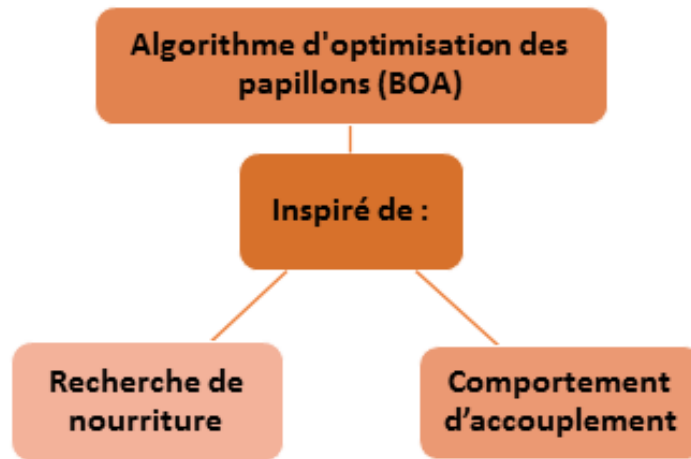 Algorithme d'optimisation des
papillons (BOA)
Inspiré de :
Recherche de
nourriture
Comportement
d’accouplement